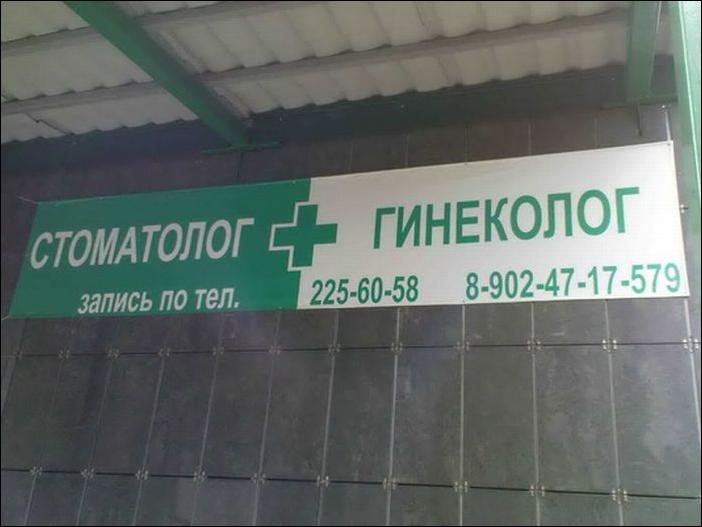 СТОМАТОЛОГ
запись по тел.
ГИНЕКОЛОГ
225-60-58 8-902-47-17-579